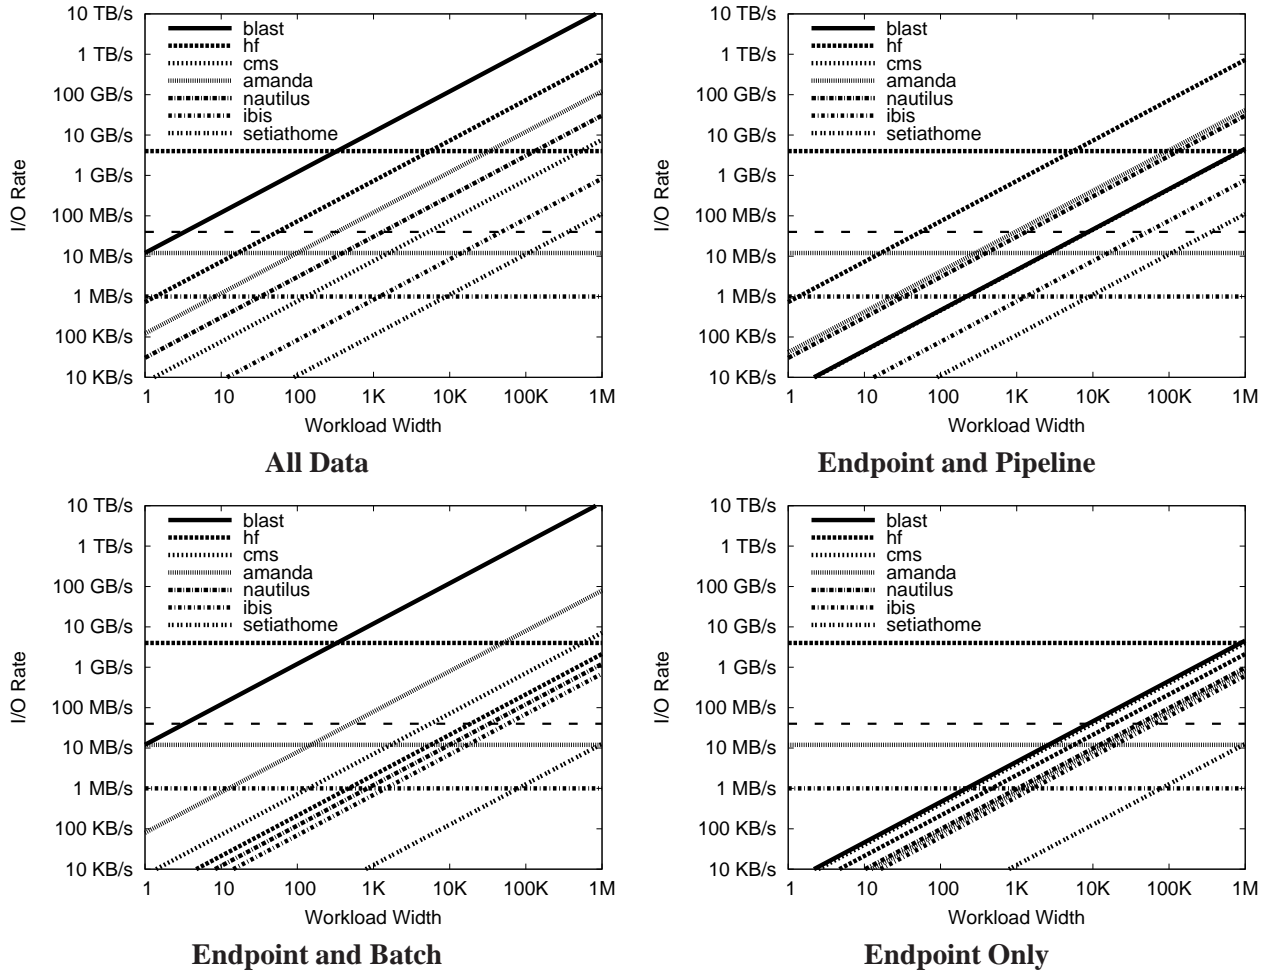 10 TB/s
1 TB/s
100 GB/s
10 GB/s
1 GB/s
100 MB/s
10 MB/s
1 MB/s
100 KB/s
10 KB/s
I/O Rate
blast
hf
cms
amanda
nautilus
ibis
setiathome
1 10 100 1K 10K 100K 1M
Workload Width
All Data
10 TB/s
1 TB/s
100 GB/s
10 GB/s
1 GB/s
100 MB/s
10 MB/s
1 MB/s
100 KB/s
10 KB/s
I/O Rate
blast
hf
cms
amanda
nautilus
ibis
setiathome
1 10 100 1K 10K 100K 1M
Workload Width
Endpoint and Pipeline
10 TB/s
1 TB/s
100 GB/s
10 GB/s
1 GB/s
100 MB/s
10 MB/s
1 MB/s
100 KB/s
10 KB/s
I/O Rate
blast
hf
cms
amanda
nautilus
ibis
setiathome
1 10 100 1K 10K 100K 1M
Workload Width
Endpoint and Batch
10 TB/s
1 TB/s
100 GB/s
10 GB/s
1 GB/s
100 MB/s
10 MB/s
1 MB/s
100 KB/s
10 KB/s
I/O Rate
blast
hf
cms
amanda
nautilus
ibis
setiathome
1 10 100 1K 10K 100K 1M
Workload Width
Endpoint Only